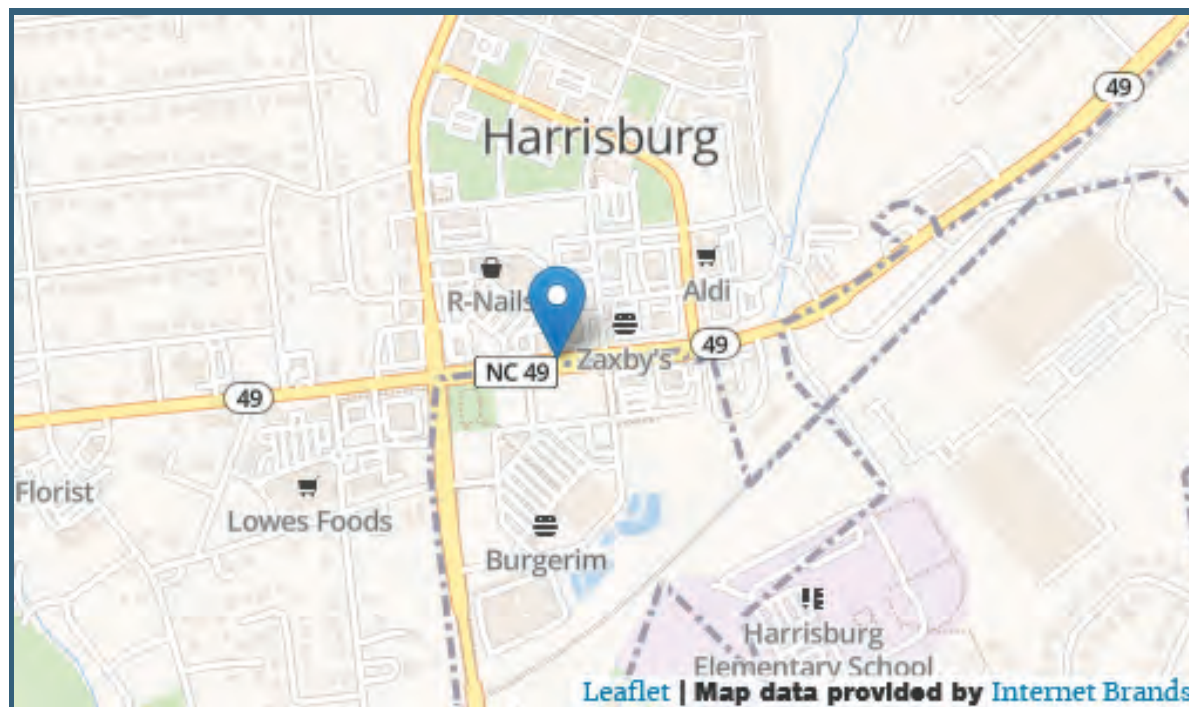 49
Harrisburg
R-Nails
Aldi
Zaxby's
49
NC 49
49
Florist
Lowes Foods
Burgerim
Harrisburg
Elementary School
Leaflet | Map data provided by Internet Brands